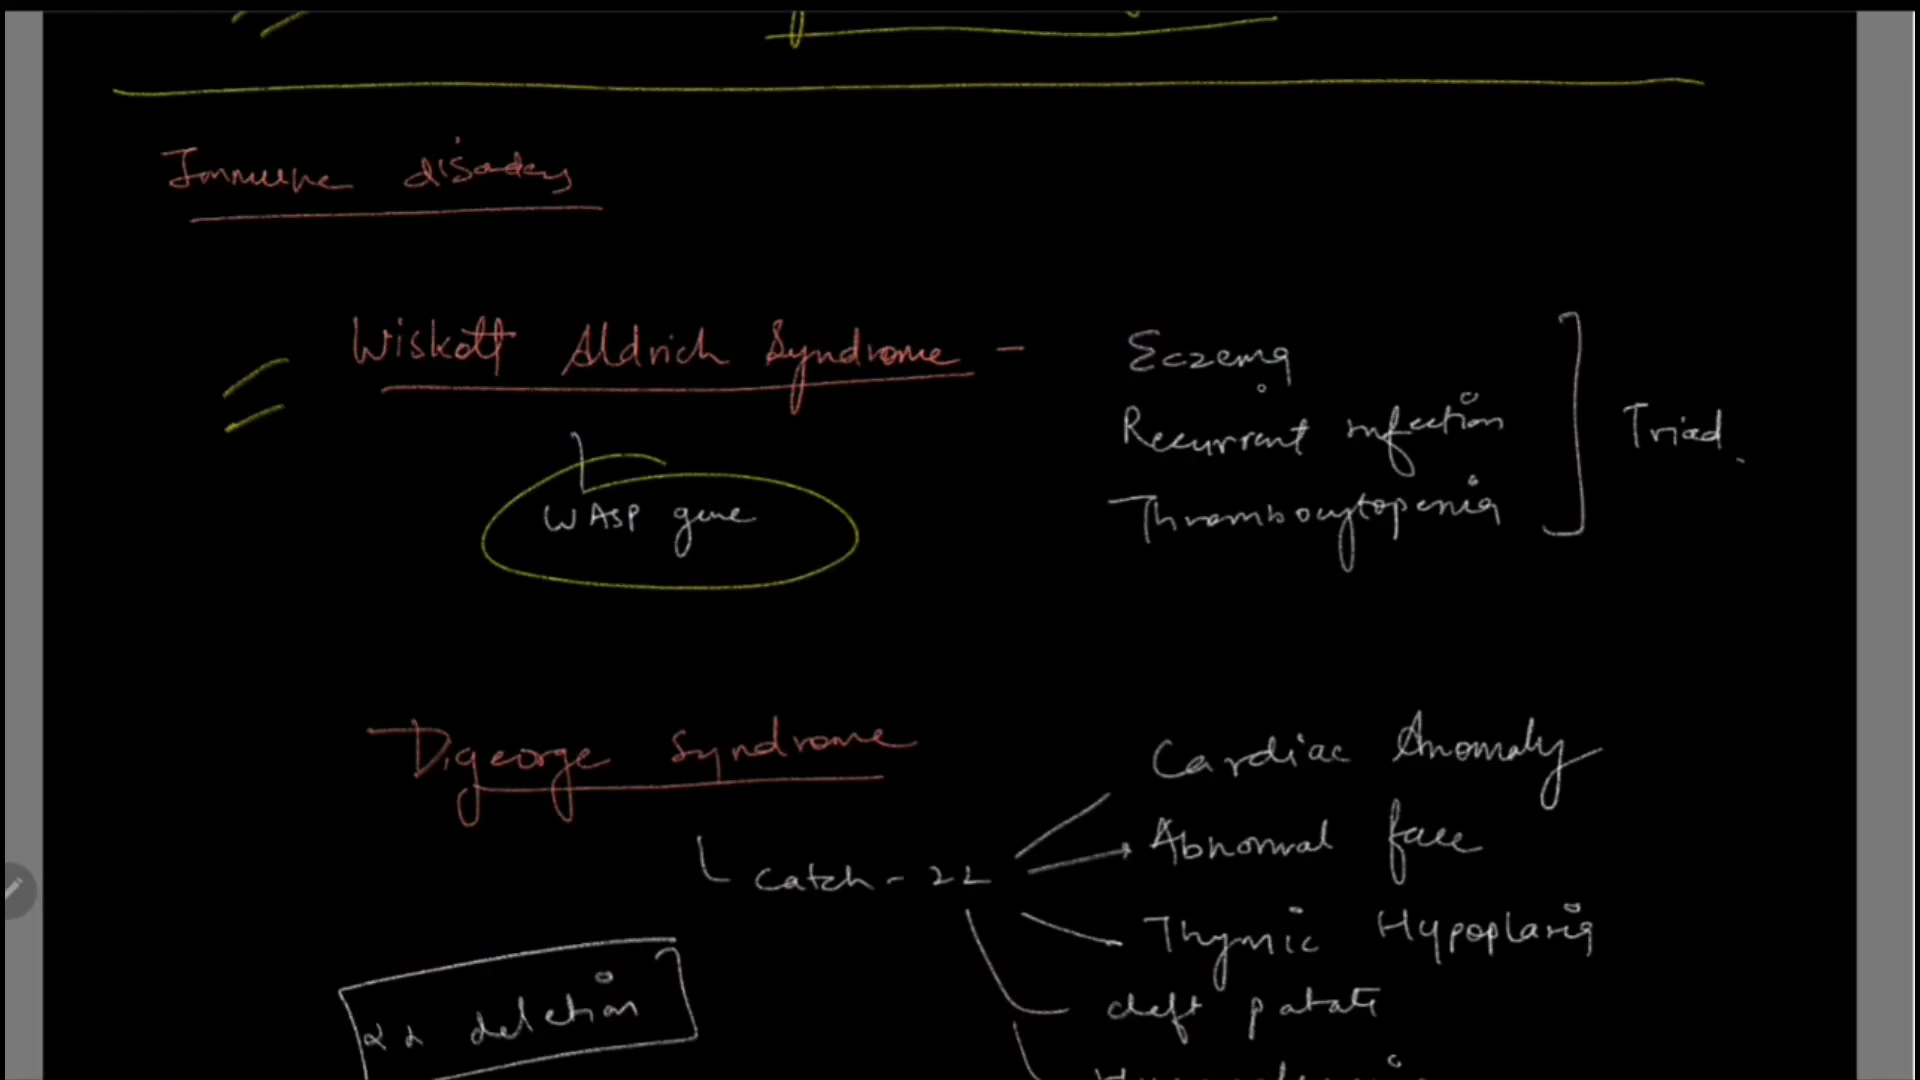 Immune disorders
Wiskott Aldrich Syndrome -
Eczema
Recurrent infection
Thrombocytopenia
Triad.
WASP gene
Digeorge Syndrome
Catch-22
Cardiac Anomaly
Abnormal face
Thymic Hypoplasia
cleft palate
22 deletion